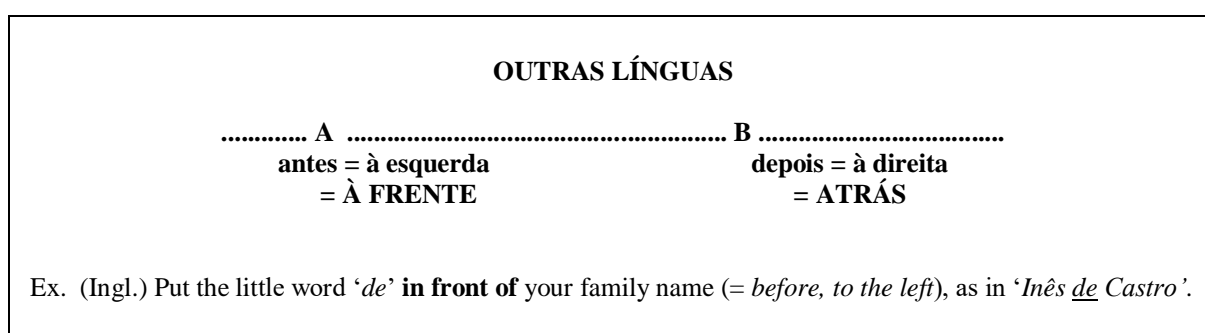 OUTRAS LÍNGUAS
............. A ......................................................... B .....................................
antes = à esquerda depois = à direita
= À FRENTE = ATRÁS
Ex. (Ingl.) Put the little word ‘de’ in front of your family name (= before, to the left), as in ‘Inês de Castro’.